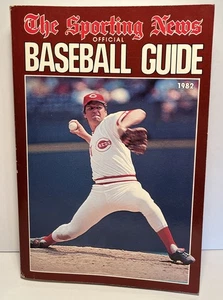 The Sporting News
OFFICIAL
BASEBALL GUIDE
1982